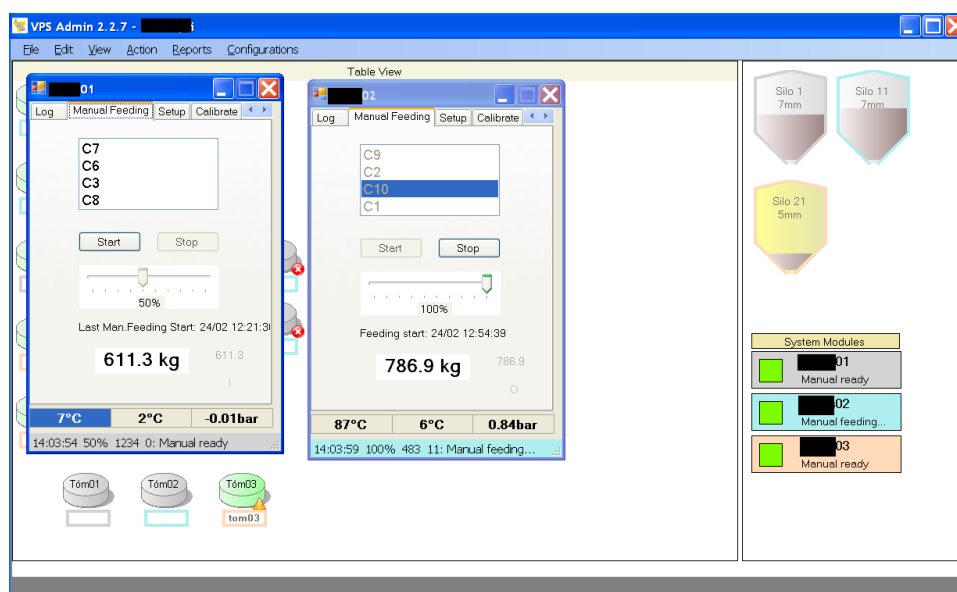 VPS Admin 2.2.7 -
File Edit View Action Reports Configurations
Table View
01
Log Manual Feeding Setup Calibrate
C7
C6
C3
C8
Start Stop
50%
Last Man.Feeding Start: 24/02 12:21:3
611.3 kg 611.3
7°C 2°C -0.01bar
14:03:54 50% 1234 0: Manual ready
02
Log Manual Feeding Setup Calibrate
C9
C2
C10
C1
Start Stop
100%
Feeding start: 24/02 12:54:39
786.9 kg 786.9
87°C 6°C 0.84bar
14:03:59 100% 483 11: Manual feeding...
Tóm01 Tóm02 Tóm03
tom03
Silo 1
7mm
Silo 11
7mm
Silo 21
5mm
System Modules
01
Manual ready
02
Manual feeding...
03
Manual ready